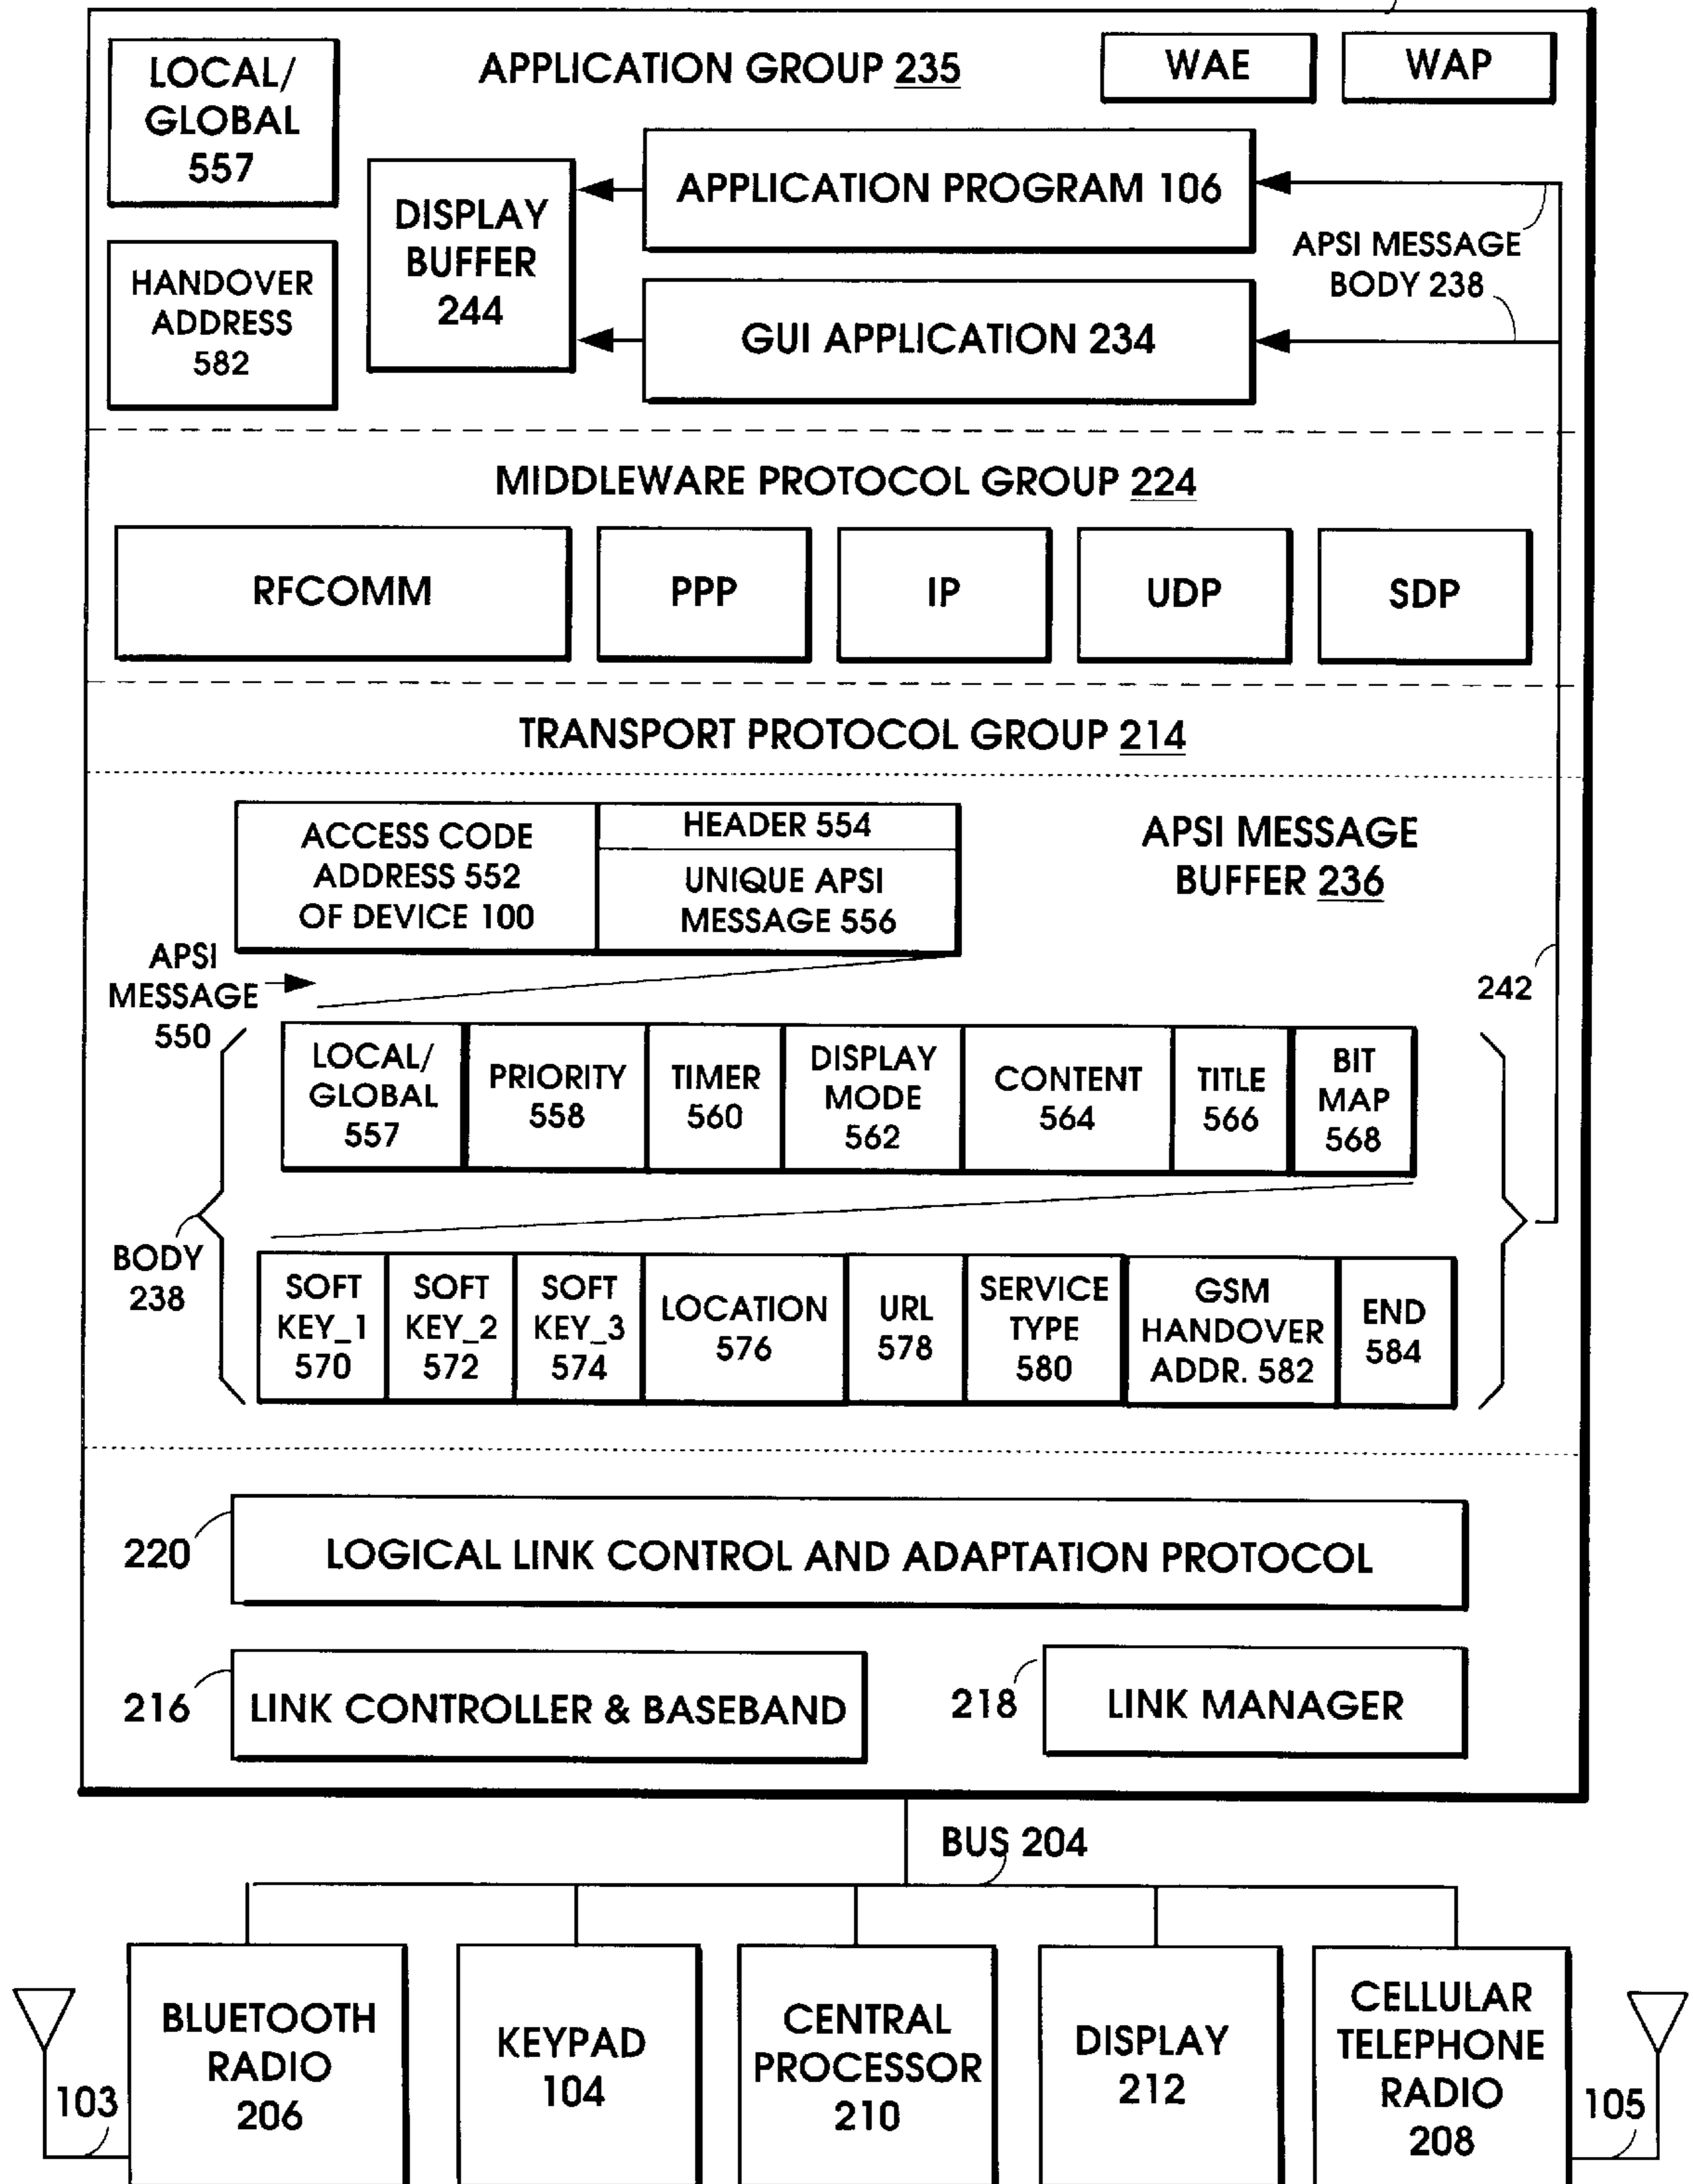 LOCAL/
GLOBAL
557
APPLICATION GROUP 235
WAE
WAP
HANDOVER
ADDRESS
582
DISPLAY
BUFFER
244
APPLICATION PROGRAM 106
GUI APPLICATION 234
APSI MESSAGE
BODY 238
MIDDLEWARE PROTOCOL GROUP 224
RFCOMM
PPP
IP
UDP
SDP
TRANSPORT PROTOCOL GROUP 214
ACCESS CODE
ADDRESS 552
OF DEVICE 100
HEADER 554
UNIQUE APSI
MESSAGE 556
APSI MESSAGE
BUFFER 236
APSI
MESSAGE
550
242
LOCAL/
GLOBAL
557
PRIORITY
558
TIMER
560
DISPLAY
MODE
562
CONTENT
564
TITLE
566
BIT
MAP
568
BODY
238
SOFT
KEY_1
570
SOFT
KEY_2
572
SOFT
KEY_3
574
LOCATION
576
URL
578
SERVICE
TYPE
580
GSM
HANDOVER
ADDR. 582
END
584
220
LOGICAL LINK CONTROL AND ADAPTATION PROTOCOL
216
LINK CONTROLLER & BASEBAND
218
LINK MANAGER
BUS 204
103
BLUETOOTH
RADIO
206
KEYPAD
104
CENTRAL
PROCESSOR
210
DISPLAY
212
CELLULAR
TELEPHONE
RADIO
208
105